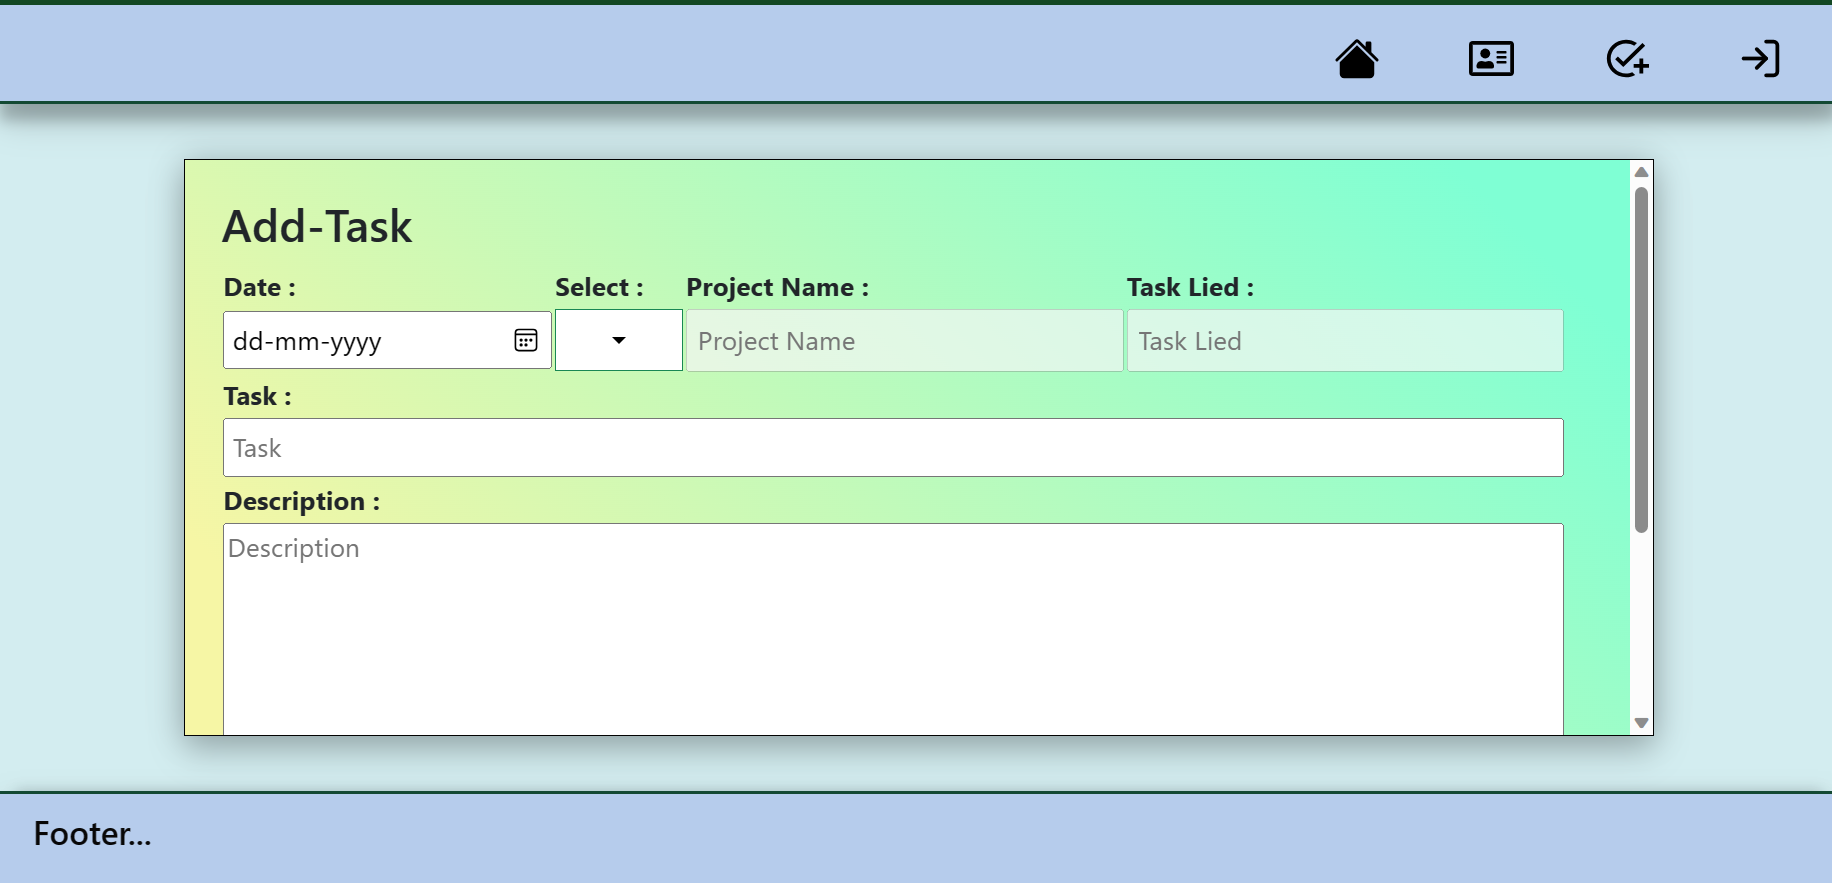 Add-Task
Date : Select : Project Name : Task Lied :
dd-mm-yyyy Project Name Task Lied
Task :
Task
Description :
Description
Footer...